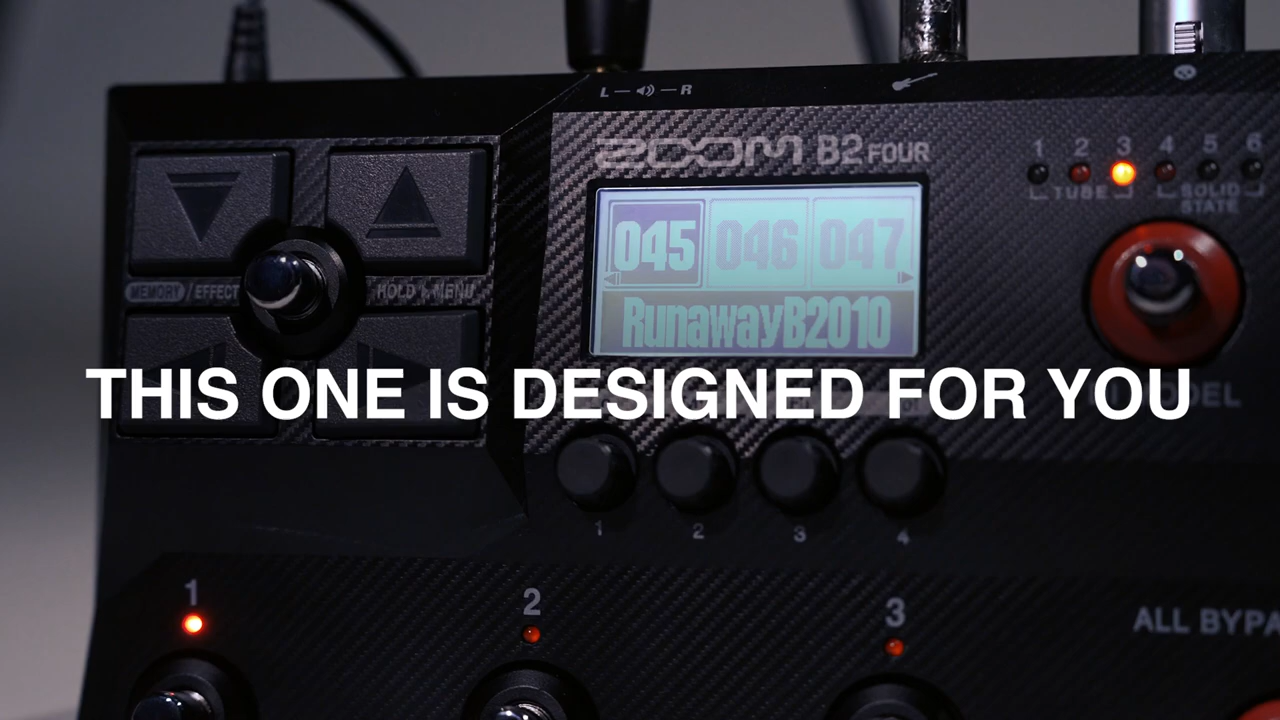 L R
ZOOM B2 FOUR
1 2 3 4 5 6
TUBE SOLID STATE
045 046 047
MEMORY / EFFECT HOLD ▸ MENU
RunawayB2010
THIS ONE IS DESIGNED FOR YOU
1 2 3 4
1 2 3
ALL BYPA